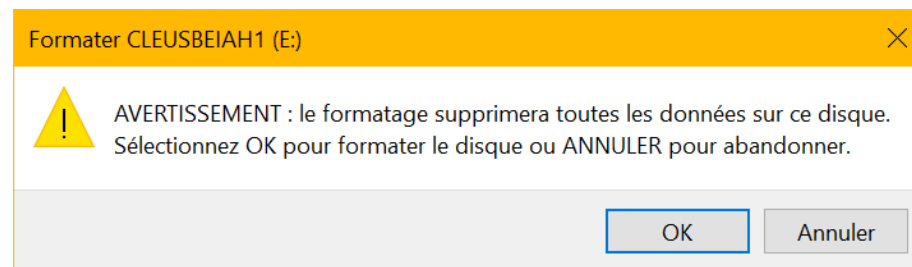 Formater CLEUSBEIAH1 (E:)
AVERTISSEMENT : le formatage supprimera toutes les données sur ce disque.
Sélectionnez OK pour formater le disque ou ANNULER pour abandonner.
OK
Annuler